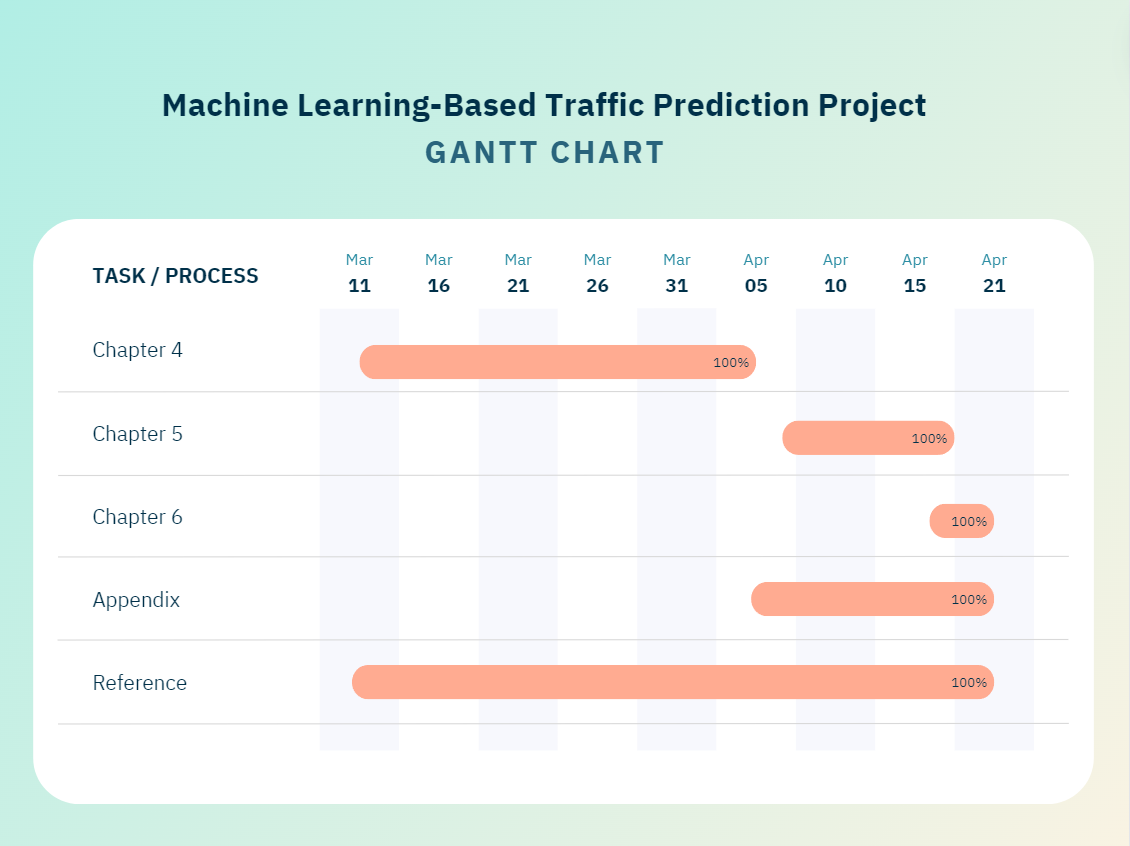 Machine Learning-Based Traffic Prediction Project
GANTT CHART
TASK / PROCESS
Mar Mar Mar Mar Mar Apr Apr Apr Apr
11 16 21 26 31 05 10 15 21
Chapter 4 100%
Chapter 5 100%
Chapter 6 100%
Appendix 100%
Reference 100%